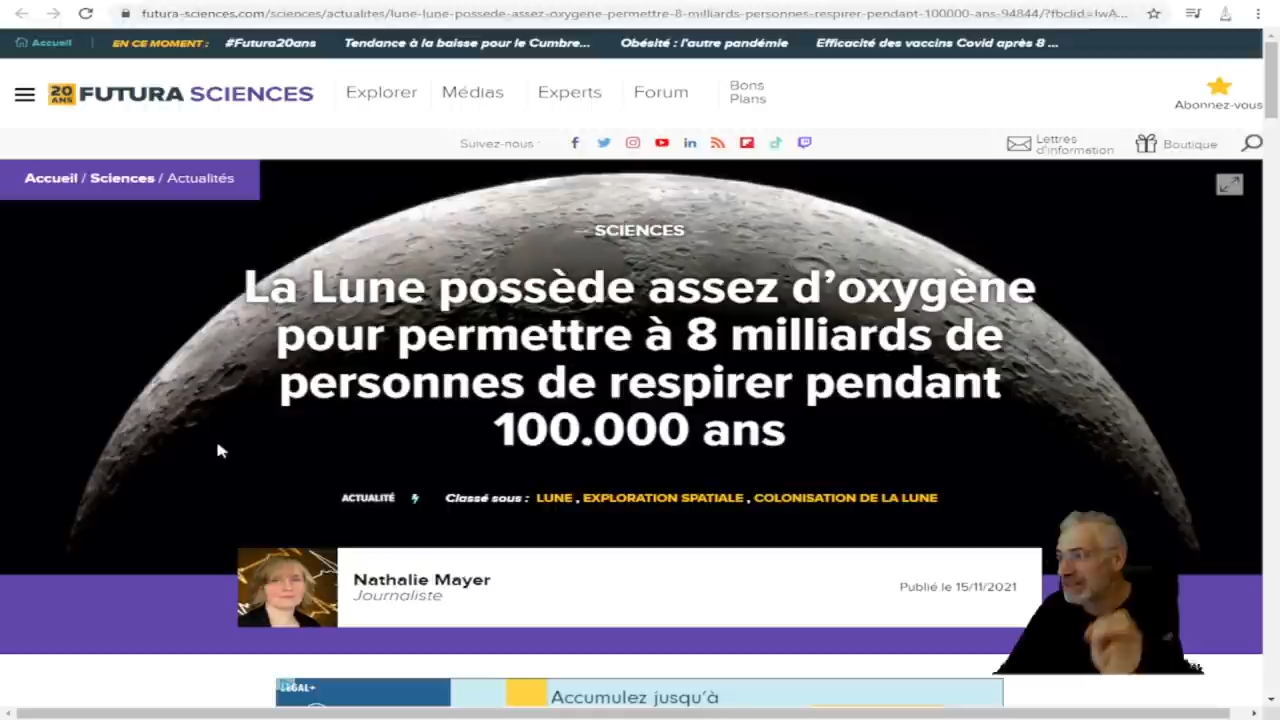 futura-sciences.com/sciences/actualites/lune-lune-possede-assez-oxygene-permettre-8-milliards-personnes-respirer-pendant-100000-ans-94844/?fbclid=IwA...
Accueil | EN CE MOMENT : #Futura20ans Tendance à la baisse pour le Cumbre... Obésité : l'autre pandémie Efficacité des vaccins Covid après 8 ...
20 ANS FUTURA SCIENCES Explorer Médias Experts Forum Bons Plans
Abonnez-vous
Suivez-nous : Lettres d'information Boutique
Accueil / Sciences / Actualités
SCIENCES
La Lune possède assez d’oxygène
pour permettre à 8 milliards de
personnes de respirer pendant
100.000 ans
ACTUALITÉ Classé sous : LUNE , EXPLORATION SPATIALE , COLONISATION DE LA LUNE
Nathalie Mayer
Journaliste
Publié le 15/11/2021
Accumulez jusqu’à